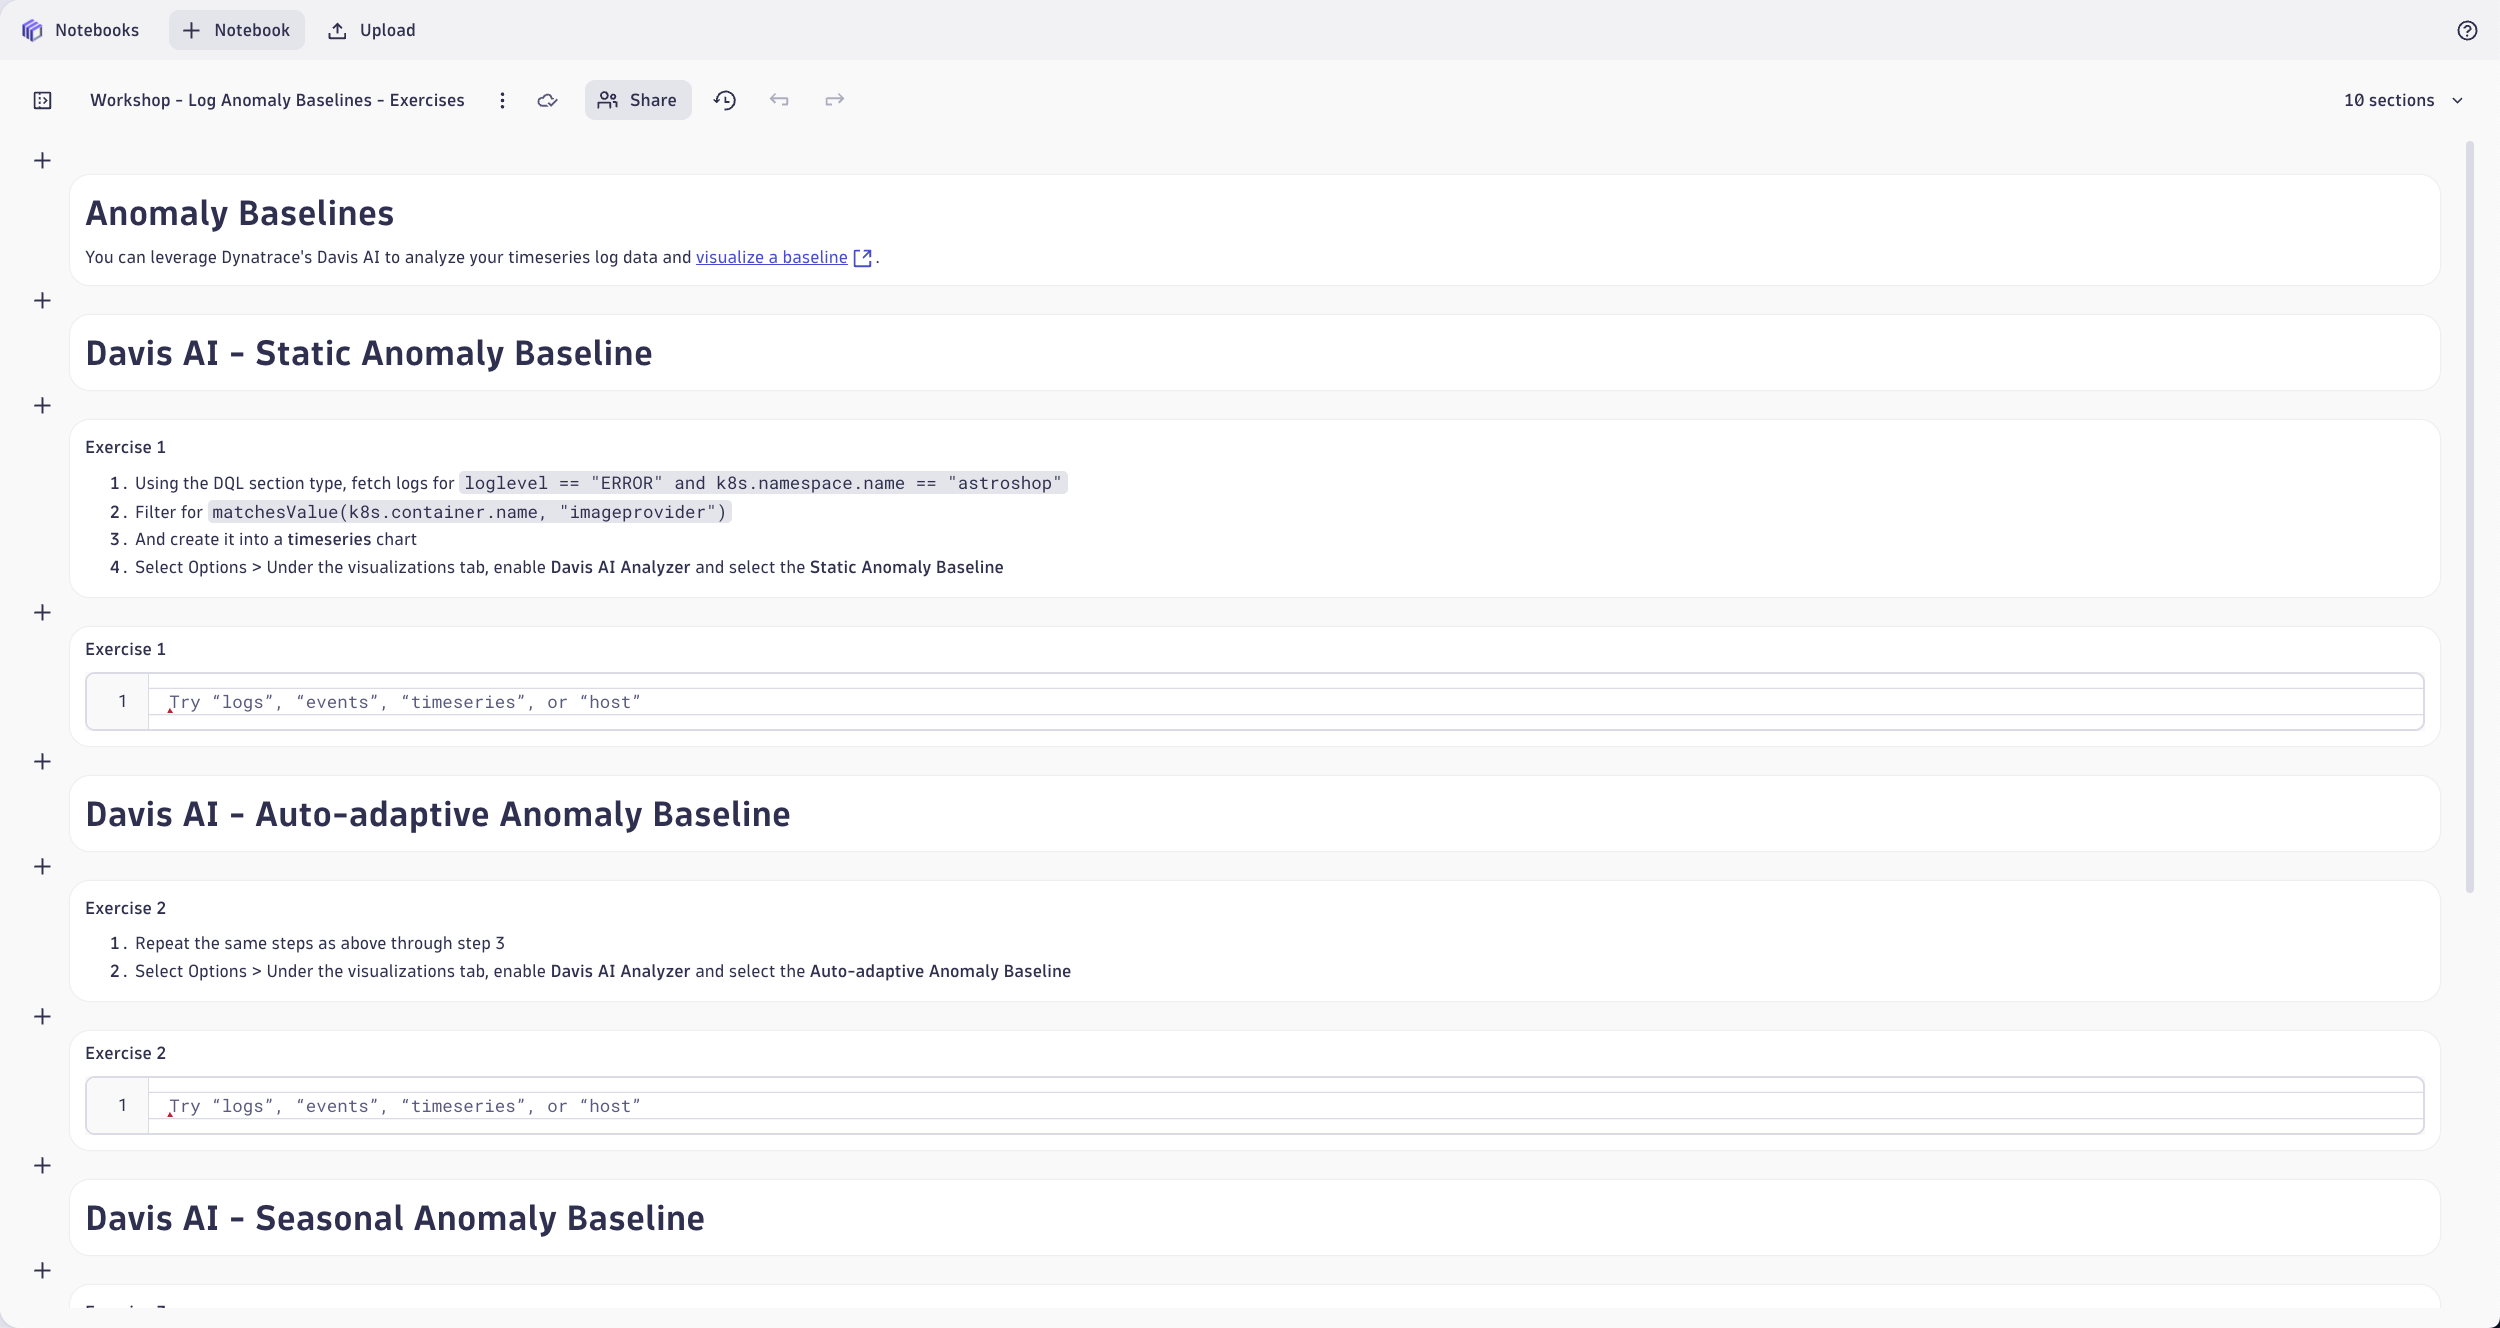 Notebooks
Notebook
Upload
Workshop - Log Anomaly Baselines - Exercises
Share
10 sections
Anomaly Baselines
You can leverage Dynatrace's Davis AI to analyze your timeseries log data and visualize a baseline .
Davis AI - Static Anomaly Baseline
Exercise 1
1. Using the DQL section type, fetch logs for loglevel == "ERROR" and k8s.namespace.name == "astroshop"
2. Filter for matchesValue(k8s.container.name, "imageprovider")
3. And create it into a timeseries chart
4. Select Options > Under the visualizations tab, enable Davis AI Analyzer and select the Static Anomaly Baseline
Exercise 1
1 Try “logs”, “events”, “timeseries”, or “host”
Davis AI - Auto-adaptive Anomaly Baseline
Exercise 2
1. Repeat the same steps as above through step 3
2. Select Options > Under the visualizations tab, enable Davis AI Analyzer and select the Auto-adaptive Anomaly Baseline
Exercise 2
1 Try “logs”, “events”, “timeseries”, or “host”
Davis AI - Seasonal Anomaly Baseline